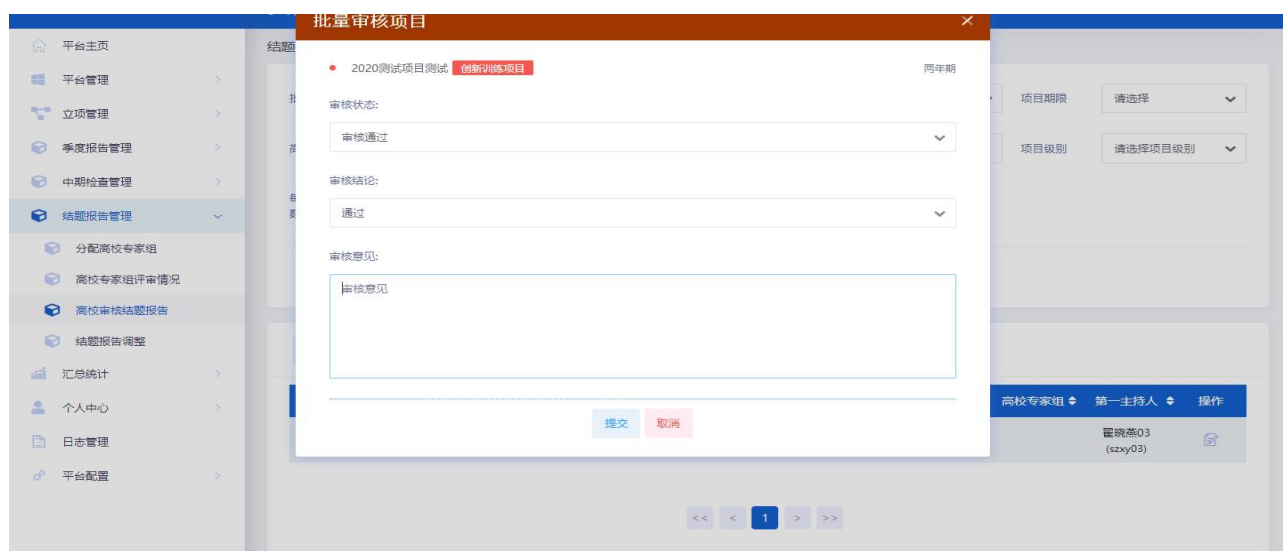 批量审核项目
平台主页
平台管理
立项管理
季度报告管理
中期检查管理
结题报告管理
分配高校专家组
高校专家组评审情况
高校审核结题报告
结题报告调整
汇总统计
个人中心
日志管理
平台配置
结题
2020测试项目测试 创新训练项目 两年期
审核状态:
审核通过
审核结论:
通过
审核意见:
审核意见
提交 取消
项目期限 请选择
项目级别 请选择项目级别
高校专家组 第一主持人 操作
翟晓燕03
(szxy03)
<< < 1 > >>